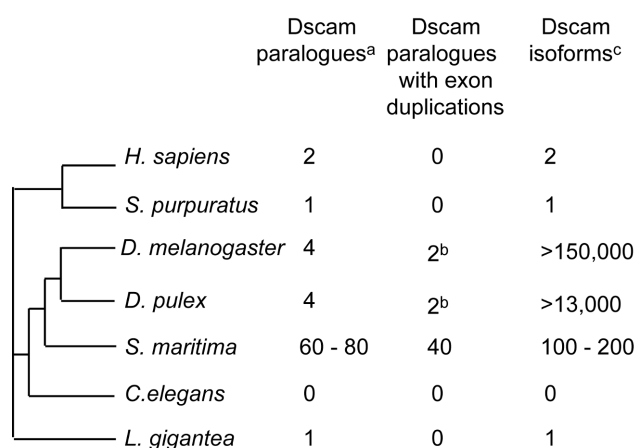 Dscam Dscam Dscam
paraloguesᵃ paralogues isoformsᶜ
with exon
duplications
H. sapiens 2 0 2
S. purpuratus 1 0 1
D. melanogaster 4 2ᵇ >150,000
D. pulex 4 2ᵇ >13,000
S. maritima 60 - 80 40 100 - 200
C.elegans 0 0 0
L. gigantea 1 0 1